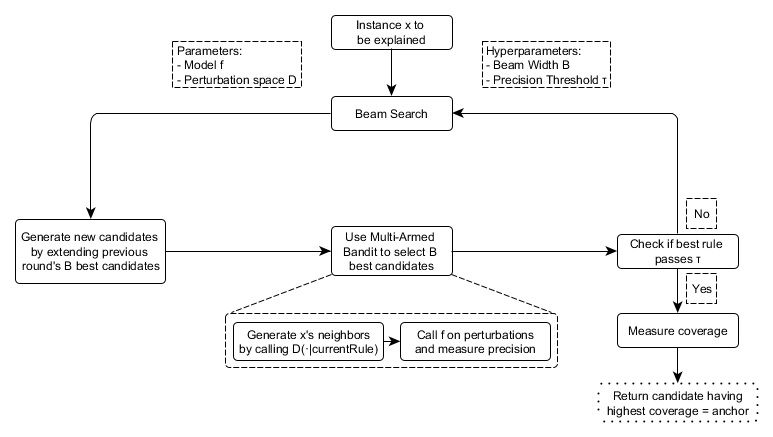 Instance x to
be explained
Parameters:
- Model f
- Perturbation space D
Hyperparameters:
- Beam Width B
- Precision Threshold τ
Beam Search
Generate new candidates
by extending previous
round's B best candidates
Use Multi-Armed
Bandit to select B
best candidates
No
Check if best rule
passes τ
Yes
Generate x's neighbors
by calling D(·|currentRule)
Call f on perturbations
and measure precision
Measure coverage
Return candidate having
highest coverage = anchor